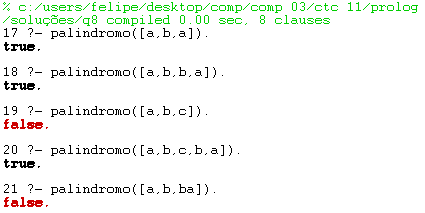 % c:/users/felipe/desktop/comp/comp 03/ctc 11/prolog
/soluções/q8 compiled 0.00 sec, 8 clauses
17 ?- palindromo([a,b,a]).
true.
18 ?- palindromo([a,b,b,a]).
true.
19 ?- palindromo([a,b,c]).
false.
20 ?- palindromo([a,b,c,b,a]).
true.
21 ?- palindromo([a,b,ba]).
false.